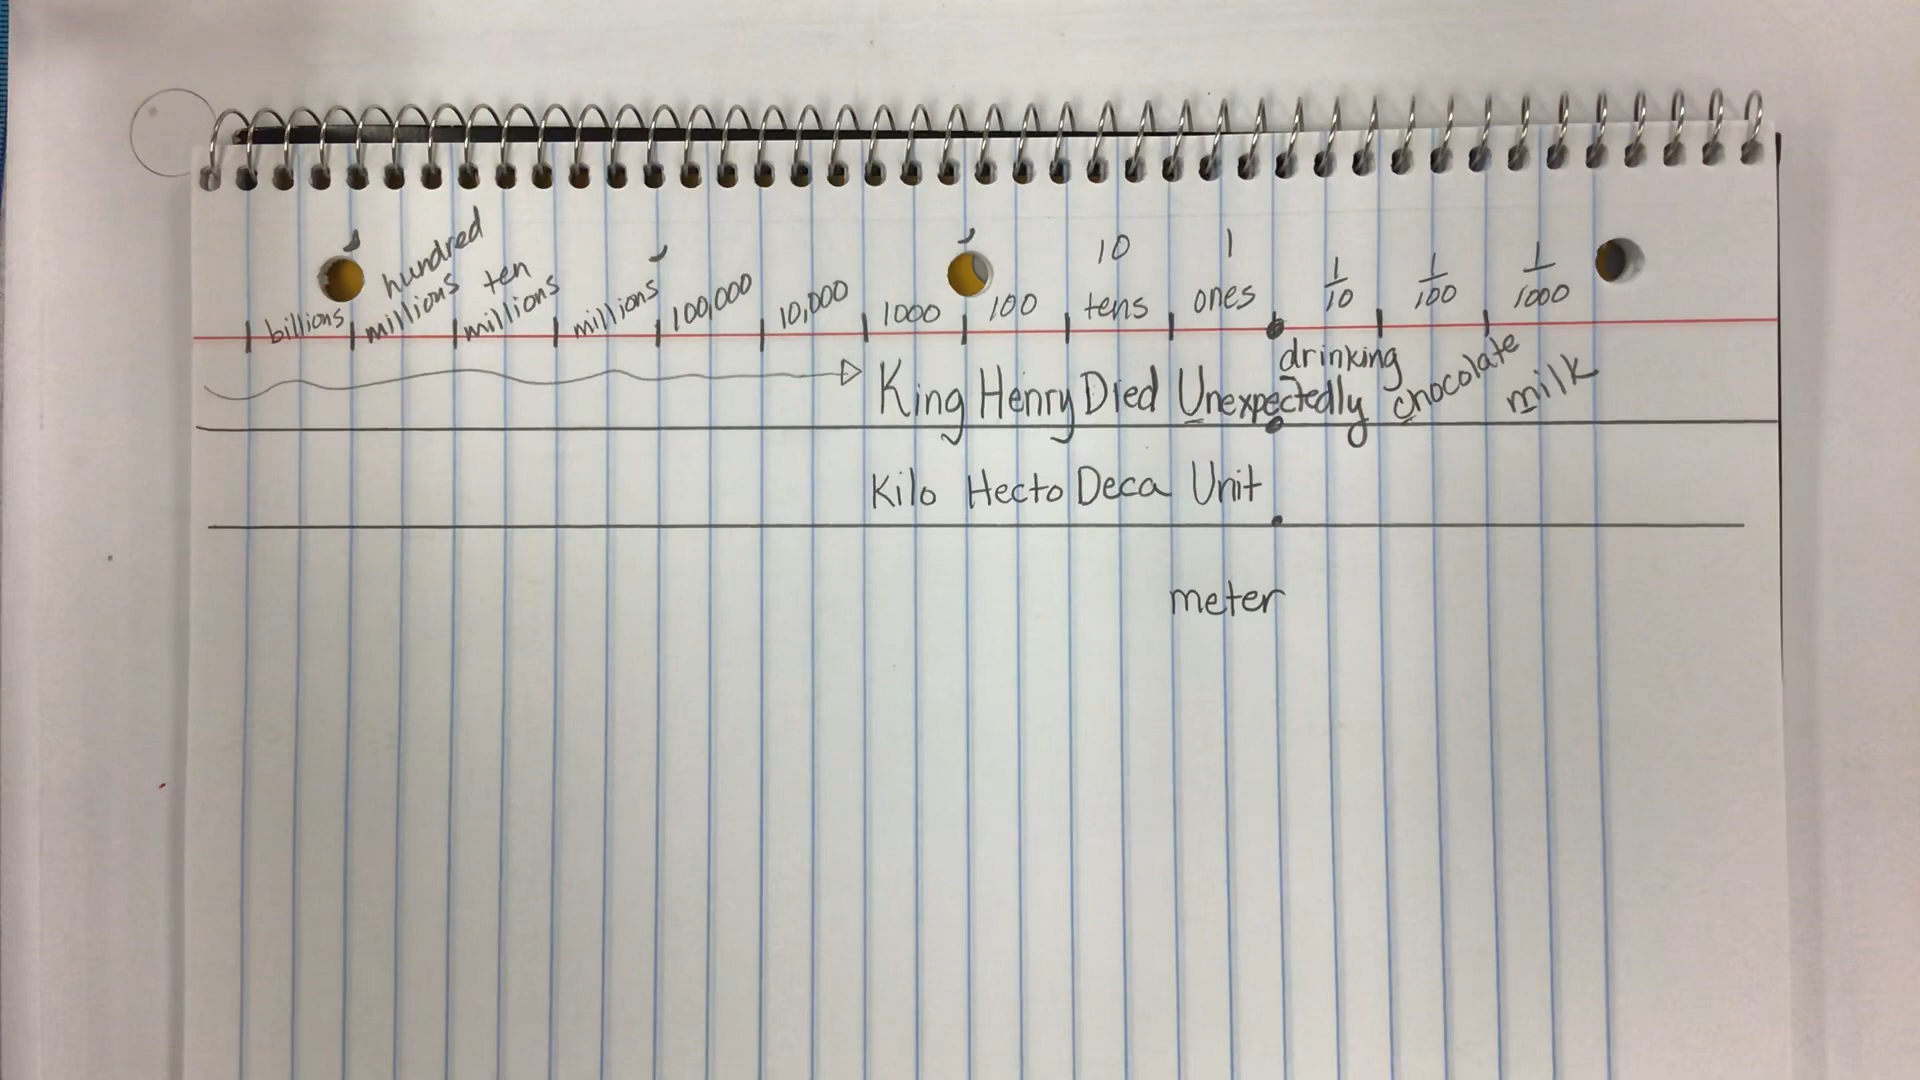 hundred
10 1
billions millions ten millions millions 100,000 10,000 1000 100 tens ones 1/10 1/100 1/1000
drinking
King Henry Died Unexpectedly chocolate milk
Kilo Hecto Deca Unit
meter